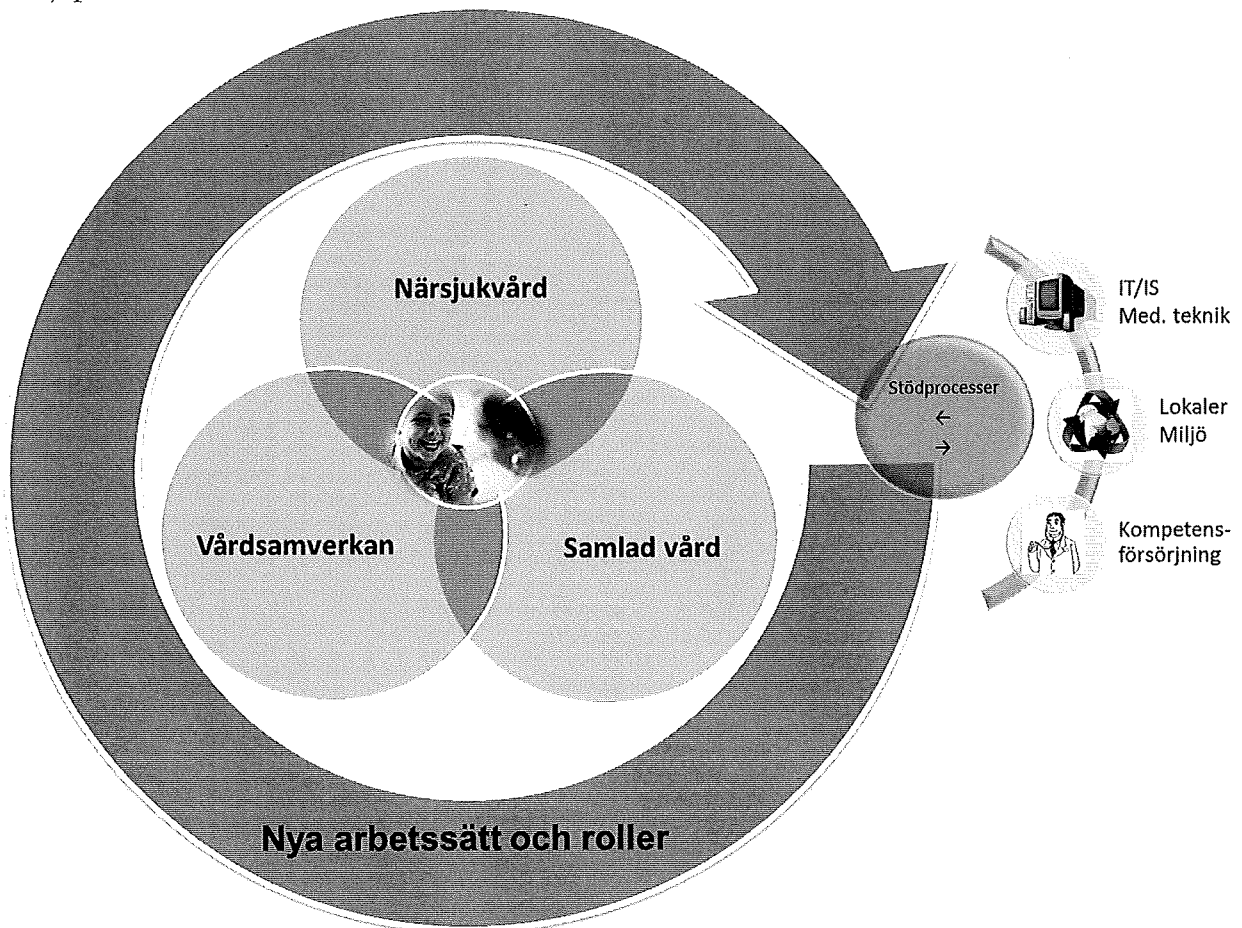 Närsjukvård
Vårdsamverkan
Samlad vård
Nya arbetssätt och roller
Stödprocesser
←
→
IT/IS
Med. teknik
Lokaler
Miljö
Kompetens-
försörjning